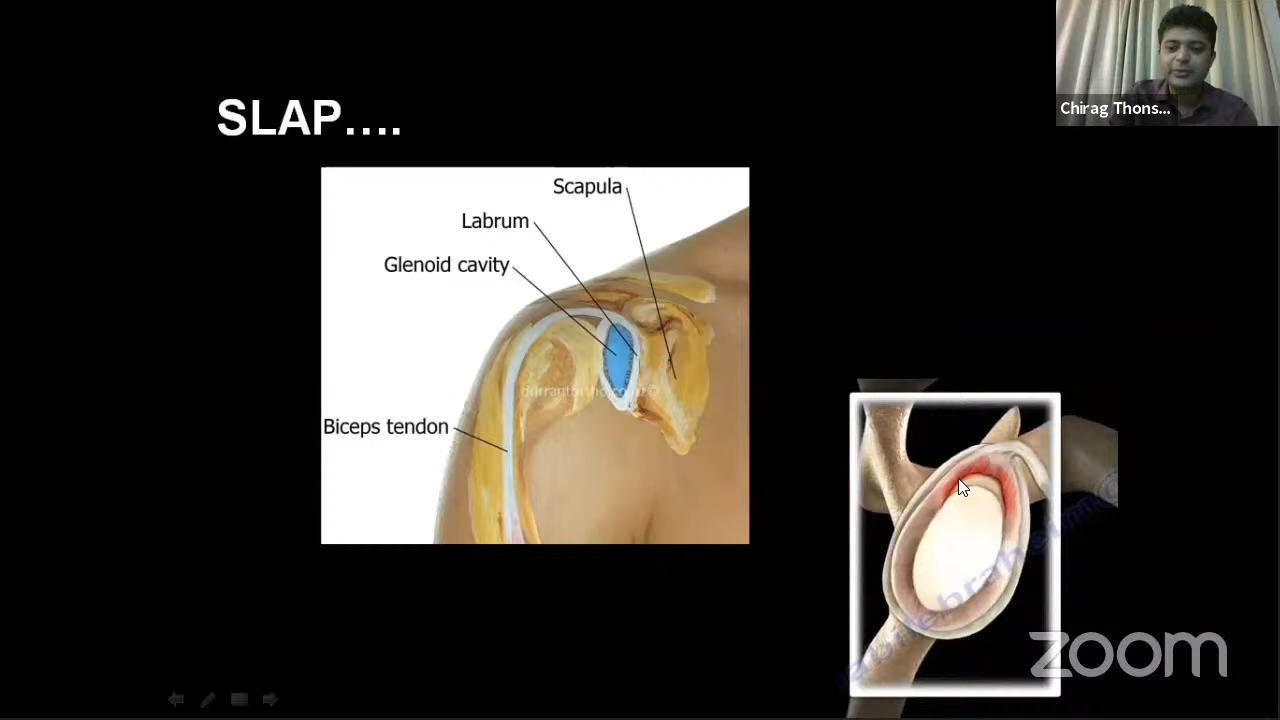 Chirag Thons...
SLAP....
Scapula
Labrum
Glenoid cavity
Biceps tendon
zoom